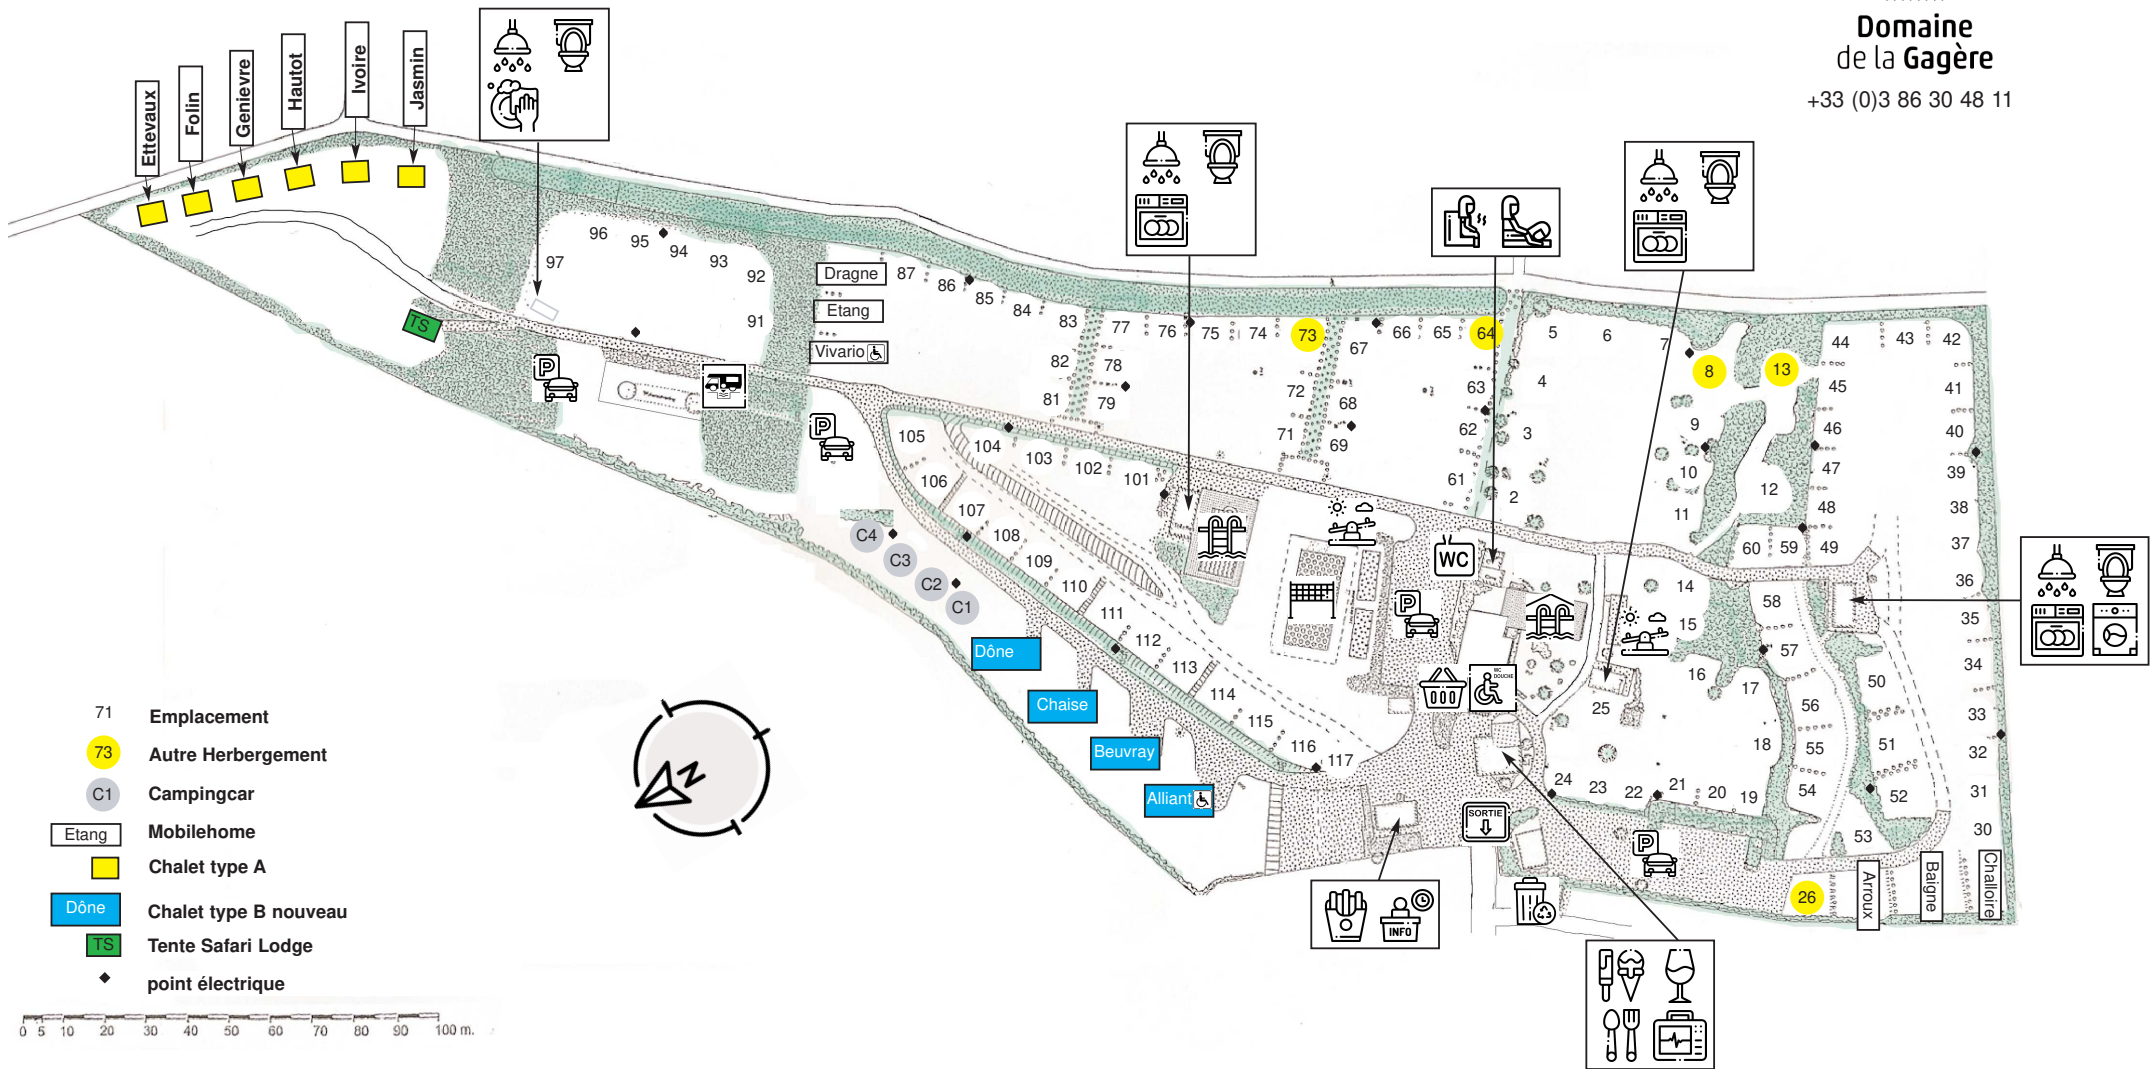 Domaine
de la Gagère
+33 (0)3 86 30 48 11
Ettevaux
Folin
Genievre
Hautot
Ivoire
Jasmin
TS
97
96
95
94
93
92
91
Dragne
Etang
Vivario
87
86
85
84
83
82
81
77
76
75
74
73
78
79
72
71
67
66
65
64
68
69
63
62
61
5
6
7
8
13
4
3
2
9
10
11
12
44
43
42
45
41
46
40
47
39
48
38
60
59
49
37
36
35
34
33
32
31
30
105
104
103
102
101
106
107
108
109
110
111
112
113
114
115
116
117
C4
C3
C2
C1
P
P
P
P
WC
WC
DOUCHE
Dône
Chaise
Beuvray
Alliant
14
15
16
17
18
19
20
21
22
23
24
25
58
57
56
55
54
53
50
51
52
26
Arroux
Baigne
Challoire
SORTIE
INFO
N
71 Emplacement
73 Autre Herbergement
C1 Campingcar
Etang Mobilehome
Chalet type A
Dône Chalet type B nouveau
TS Tente Safari Lodge
point électrique
0 5 10 20 30 40 50 60 70 80 90 100 m.